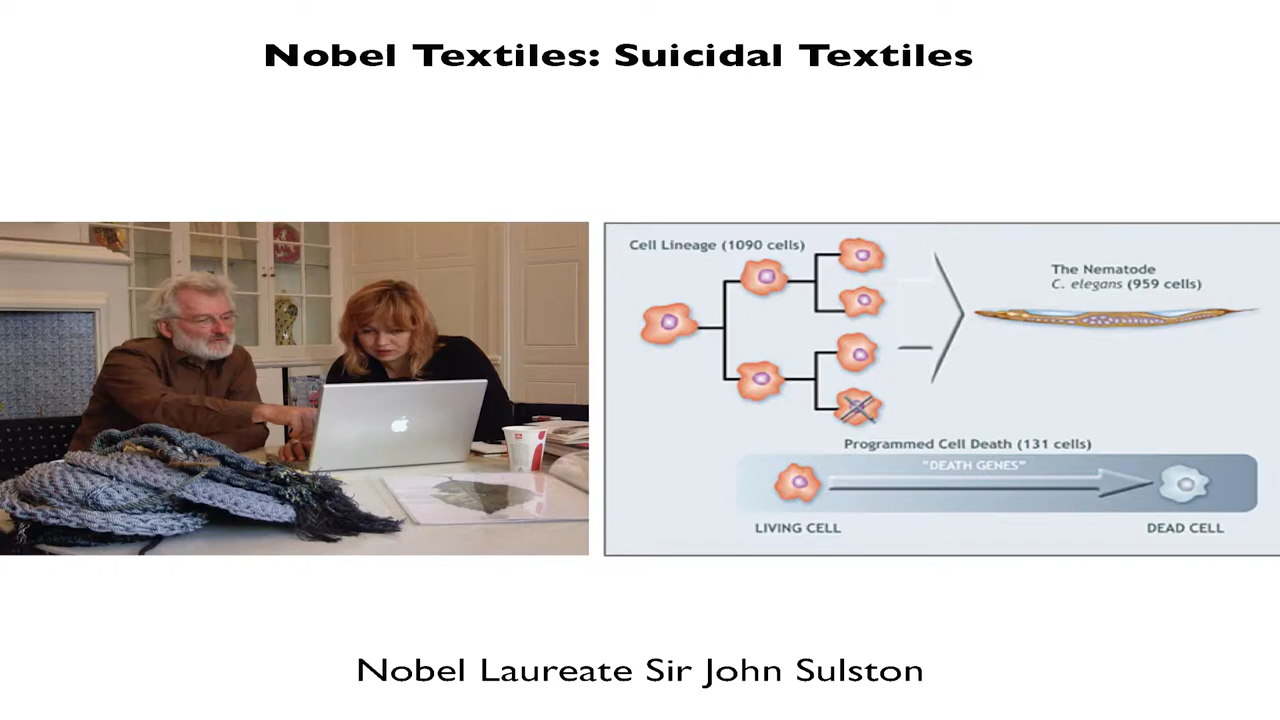 Nobel Textiles: Suicidal Textiles
Cell Lineage (1090 cells)
The Nematode
C. elegans (959 cells)
Programmed Cell Death (131 cells)
"DEATH GENES"
LIVING CELL
DEAD CELL
Nobel Laureate Sir John Sulston